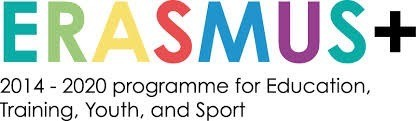 ERASMUS+
2014 - 2020 programme for Education,
Training, Youth, and Sport